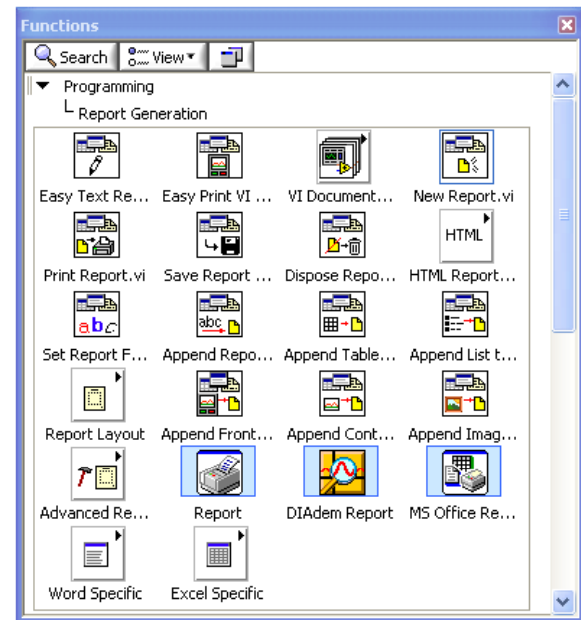 Functions
Search View
Programming
Report Generation
Easy Text Re... Easy Print VI ... VI Document... New Report.vi
Print Report.vi Save Report ... Dispose Repo... HTML
HTML Report...
abc abc
Set Report F... Append Repo... Append Table... Append List t...
Report Layout Append Front... Append Cont... Append Imag...
Advanced Re... Report DIAdem Report MS Office Re...
Word Specific Excel Specific